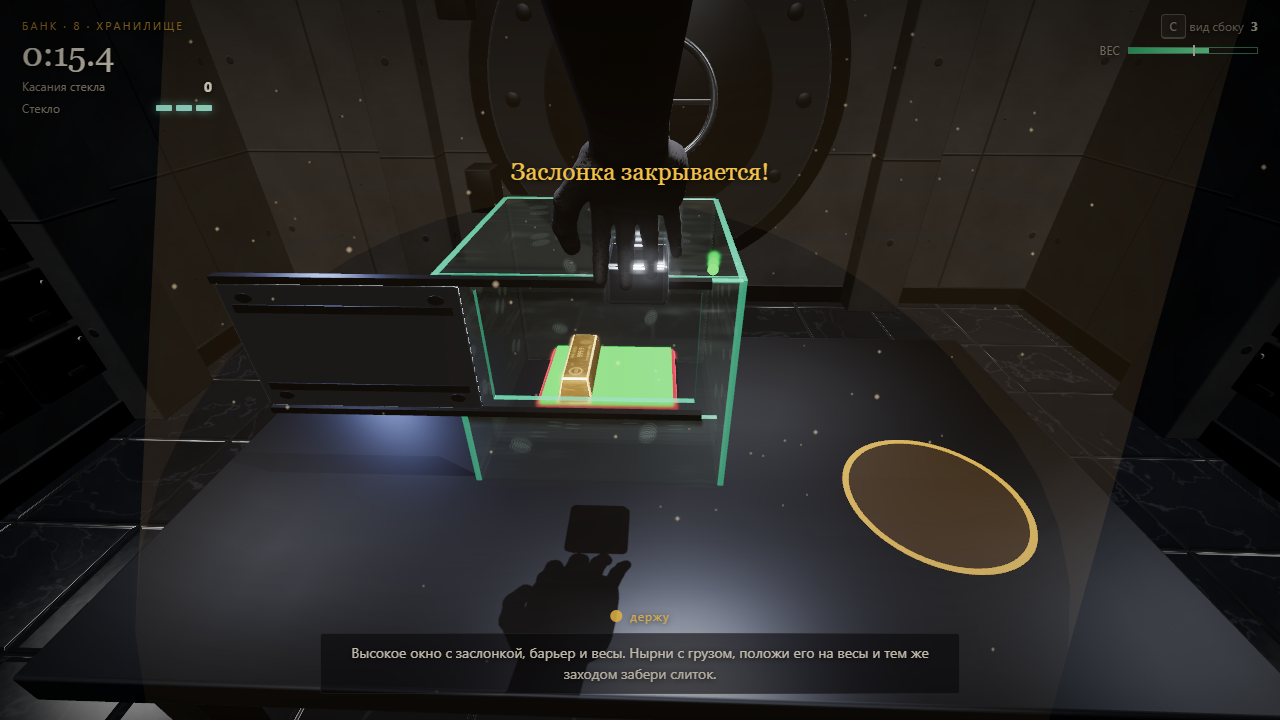 БАНК · 8 · ХРАНИЛИЩЕ
0:15.4
Касания стекла 0
Стекло
C вид сбоку 3
ВЕС
Заслонка закрывается!
держу
Высокое окно с заслонкой, барьер и весы. Нырни с грузом, положи его на весы и тем же
заходом забери слиток.